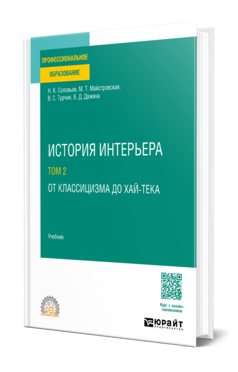 ПРОФЕССИОНАЛЬНОЕ
ОБРАЗОВАНИЕ
Н. К. Соловьев, М. Т. Майстровская,
В. С. Турчин, В. Д. Дажина
ИСТОРИЯ ИНТЕРЬЕРА
ТОМ 2
ОТ КЛАССИЦИЗМА ДО ХАЙ-ТЕКА
Учебник
юрайт